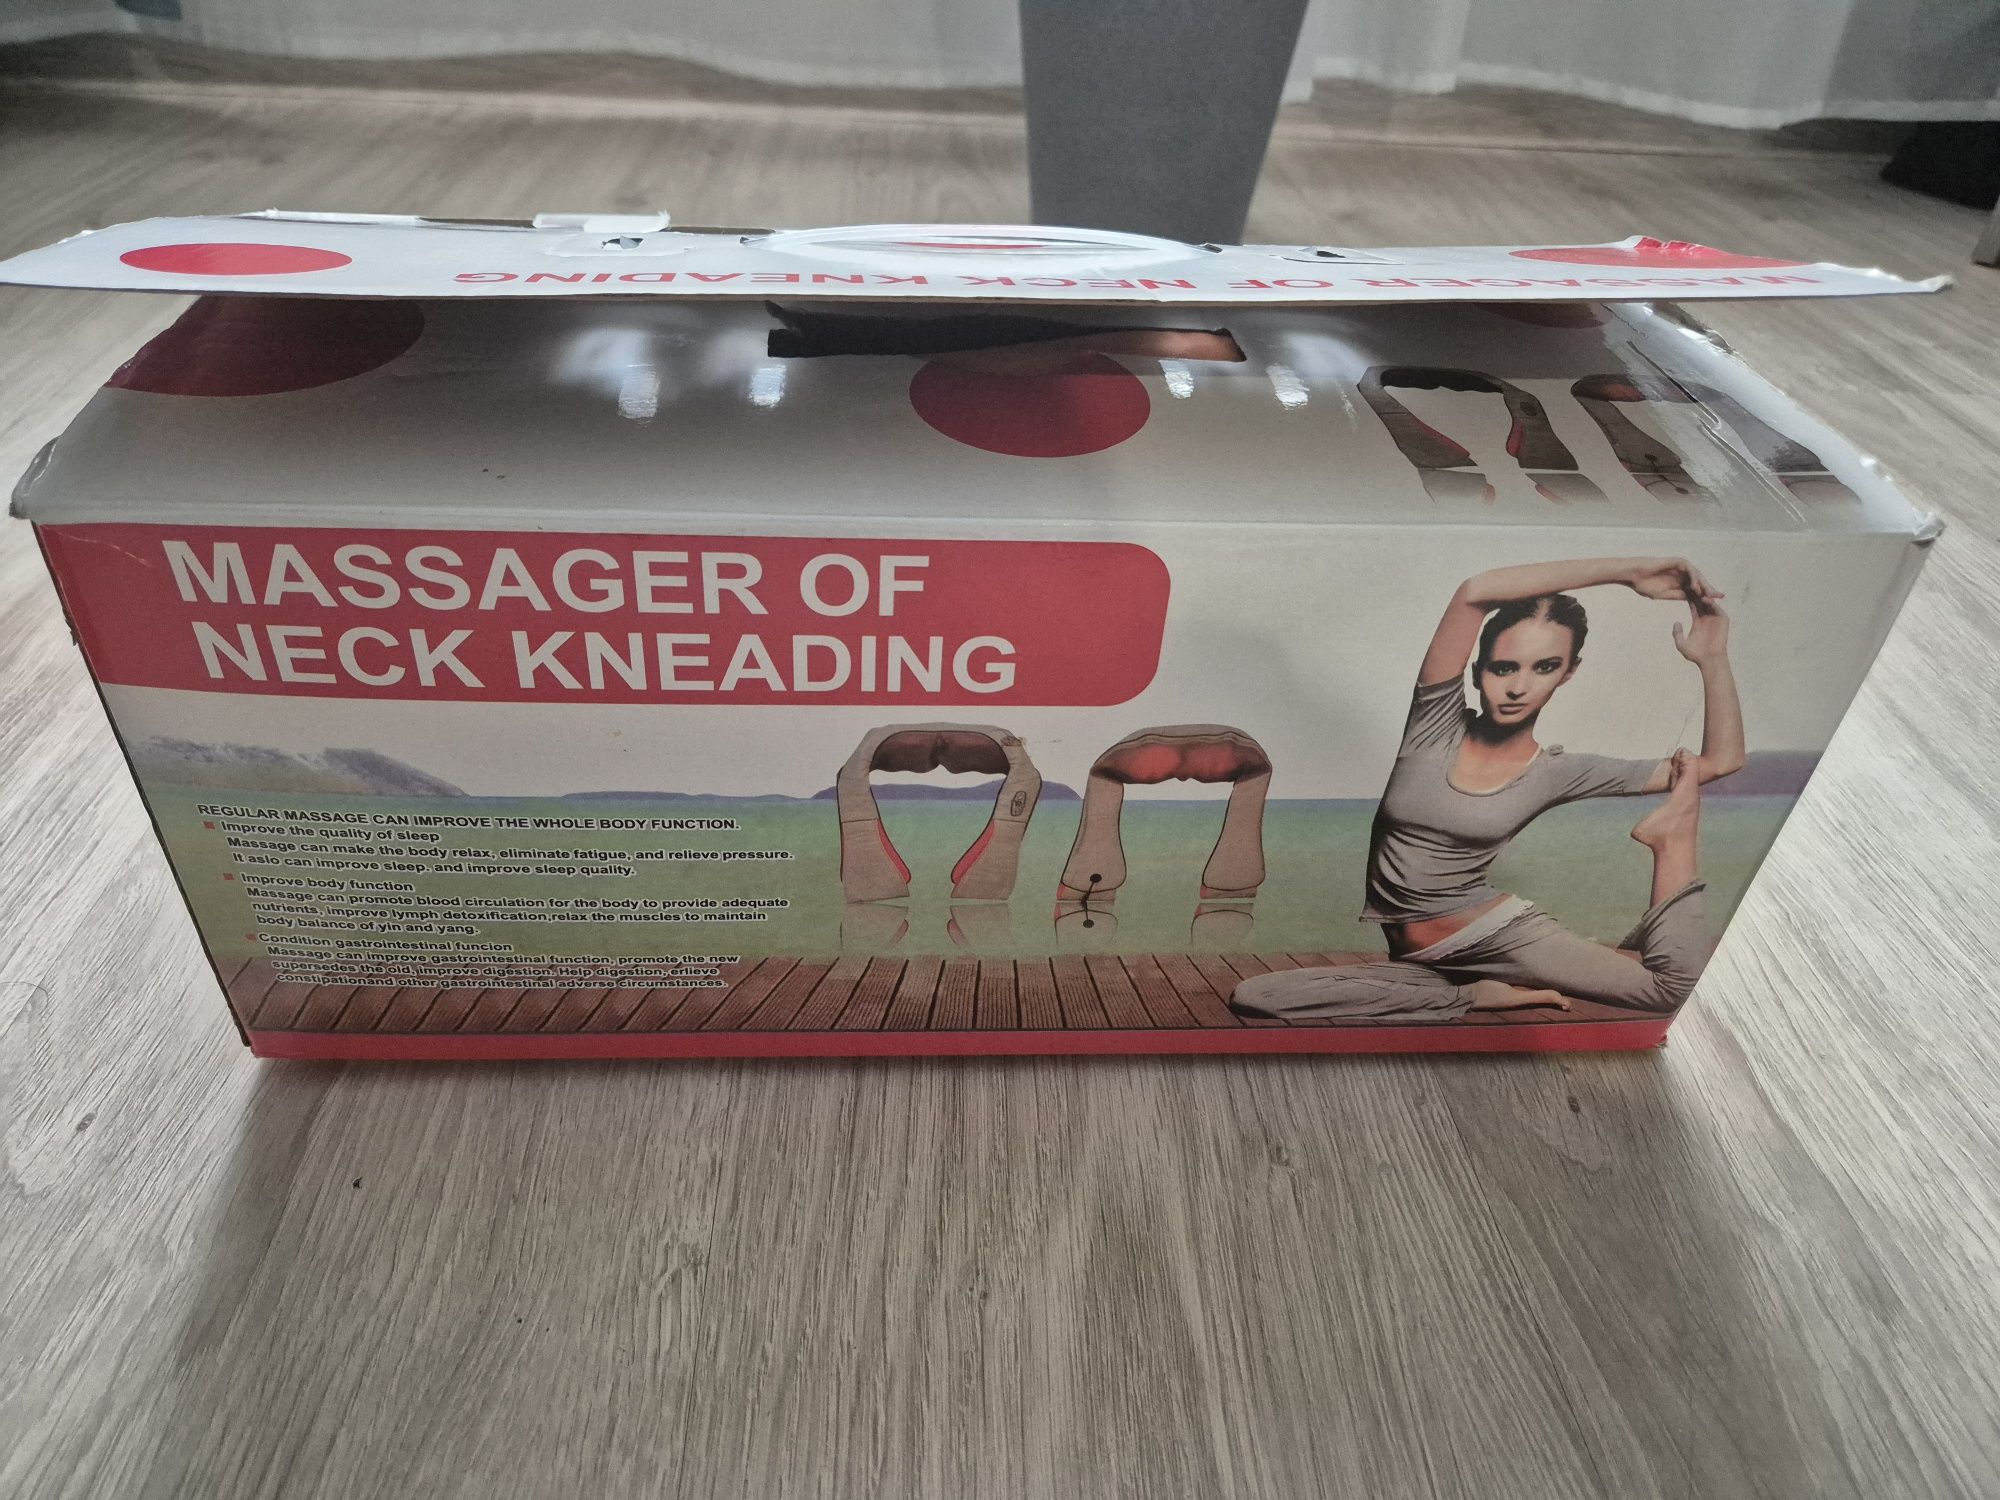 MASSAGER OF NECK KNEADING
MASSAGER OF
NECK KNEADING
REGULAR MASSAGE CAN IMPROVE THE WHOLE BODY FUNCTION.
Improve the quality of sleep
Massage can make the body relax, eliminate fatigue, and relieve pressure.
It aslo can improve sleep. and improve sleep quality.
Improve body function
Massage can promote blood circulation for the body to provide adequate
nutrients, improve lymph detoxification,relax the muscles to maintain
body balance of yin and yang.
Condition gastrointestinal funcion
Massage can improve gastrointestinal function, promote the new
supersedes the old, improve digestion. Help digestion, erlieve
constipationand other gastrointestinal adverse circumstances.